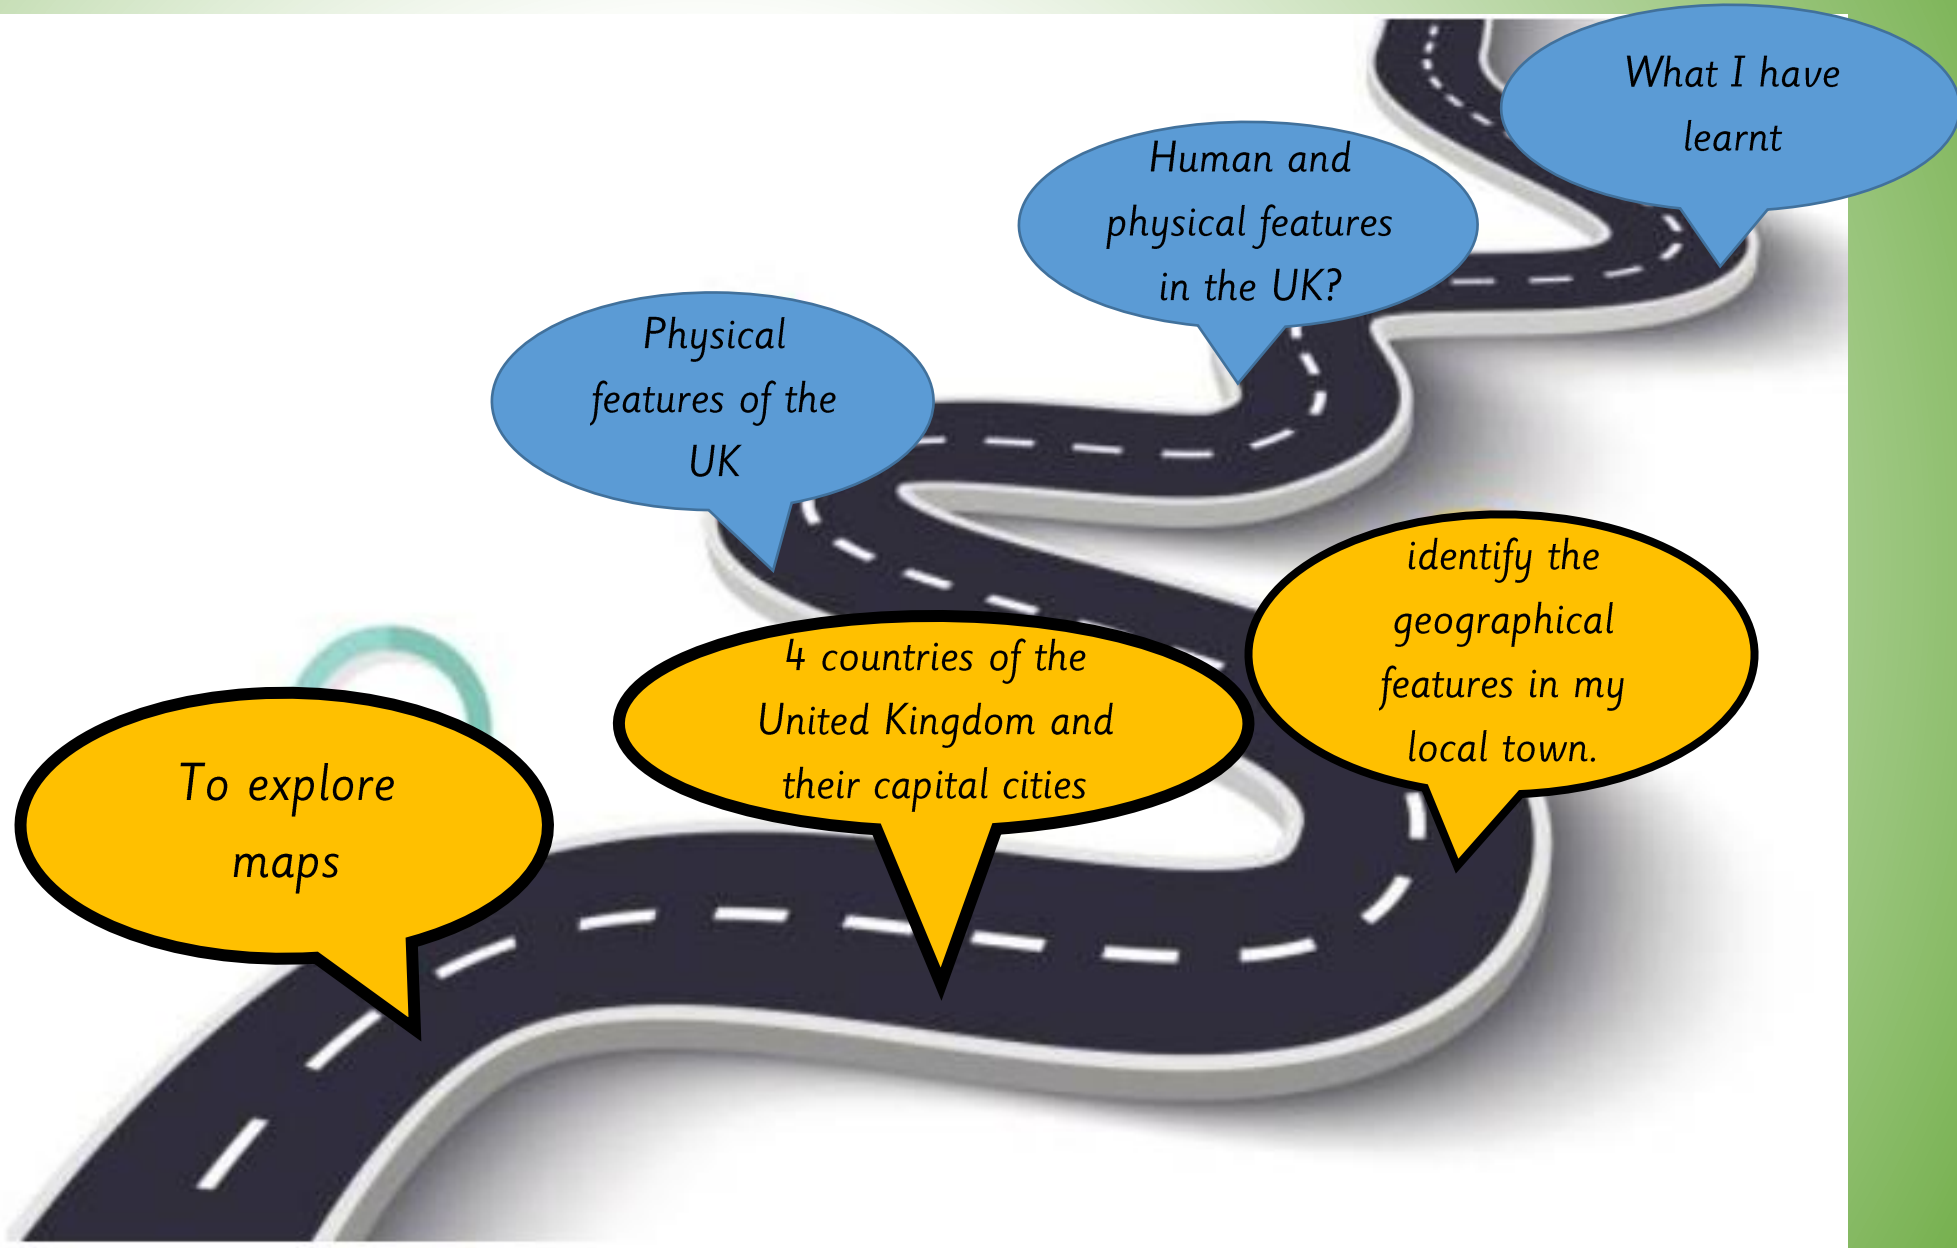 What I have
learnt
Human and
physical features
in the UK?
Physical
features of the
UK
identify the
geographical
features in my
local town.
4 countries of the
United Kingdom and
their capital cities
To explore
maps